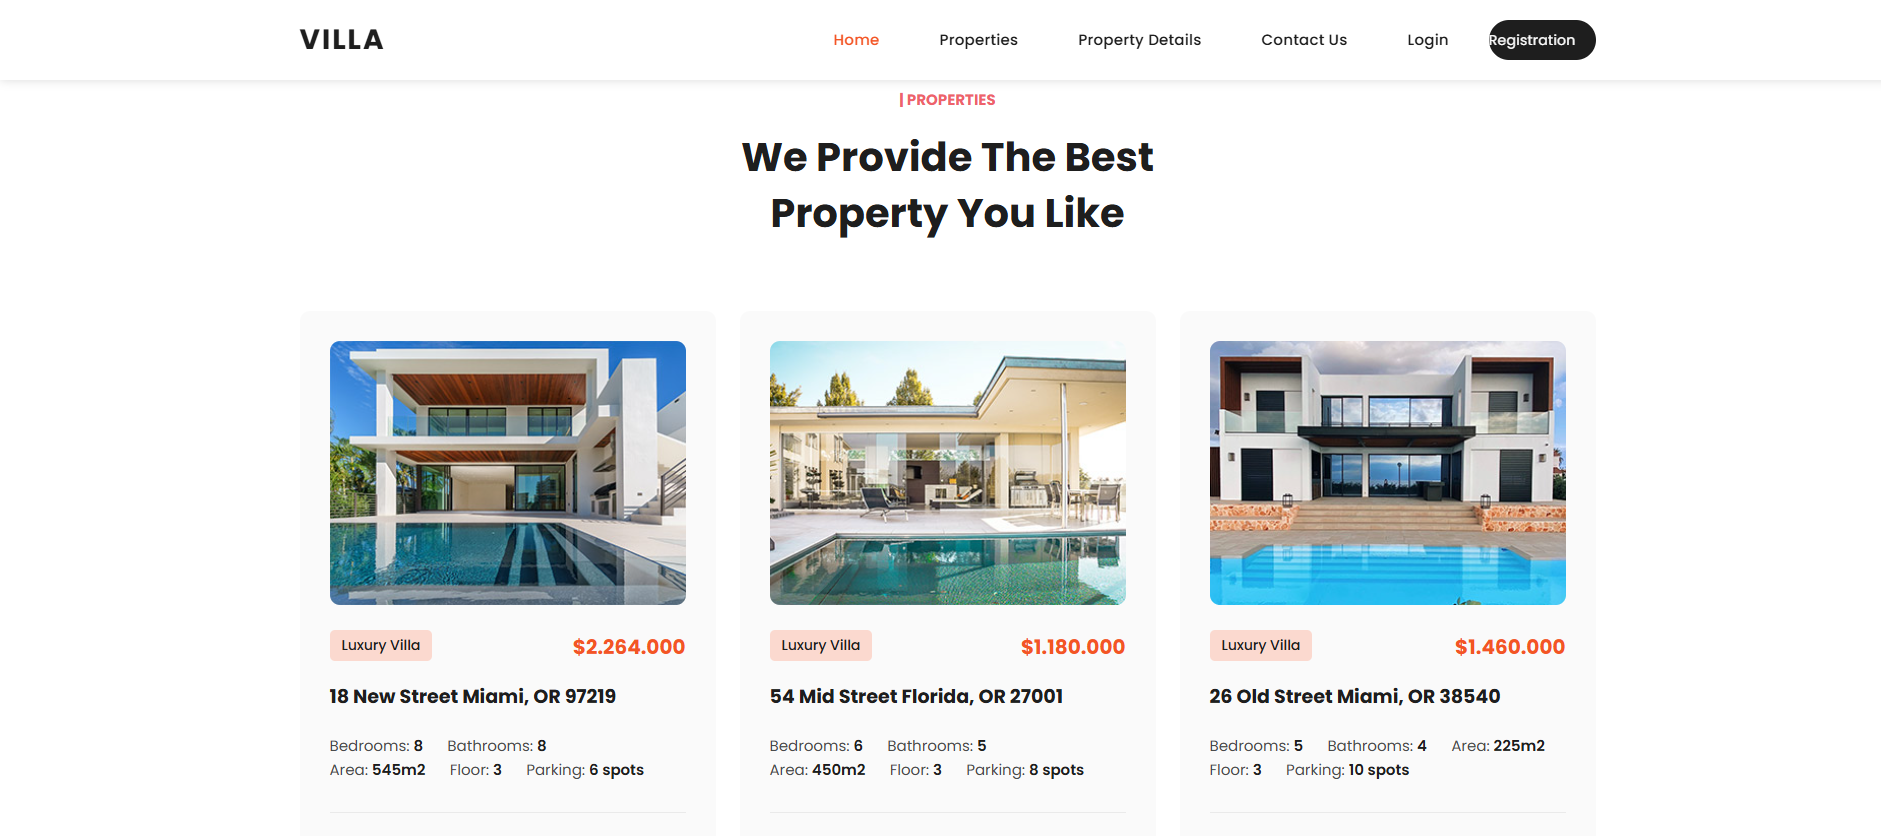 VILLA
Home Properties Property Details Contact Us Login Registration
| PROPERTIES
We Provide The Best
Property You Like
Luxury Villa $2.264.000
18 New Street Miami, OR 97219
Bedrooms: 8 Bathrooms: 8
Area: 545m2 Floor: 3 Parking: 6 spots
Luxury Villa $1.180.000
54 Mid Street Florida, OR 27001
Bedrooms: 6 Bathrooms: 5
Area: 450m2 Floor: 3 Parking: 8 spots
Luxury Villa $1.460.000
26 Old Street Miami, OR 38540
Bedrooms: 5 Bathrooms: 4 Area: 225m2
Floor: 3 Parking: 10 spots